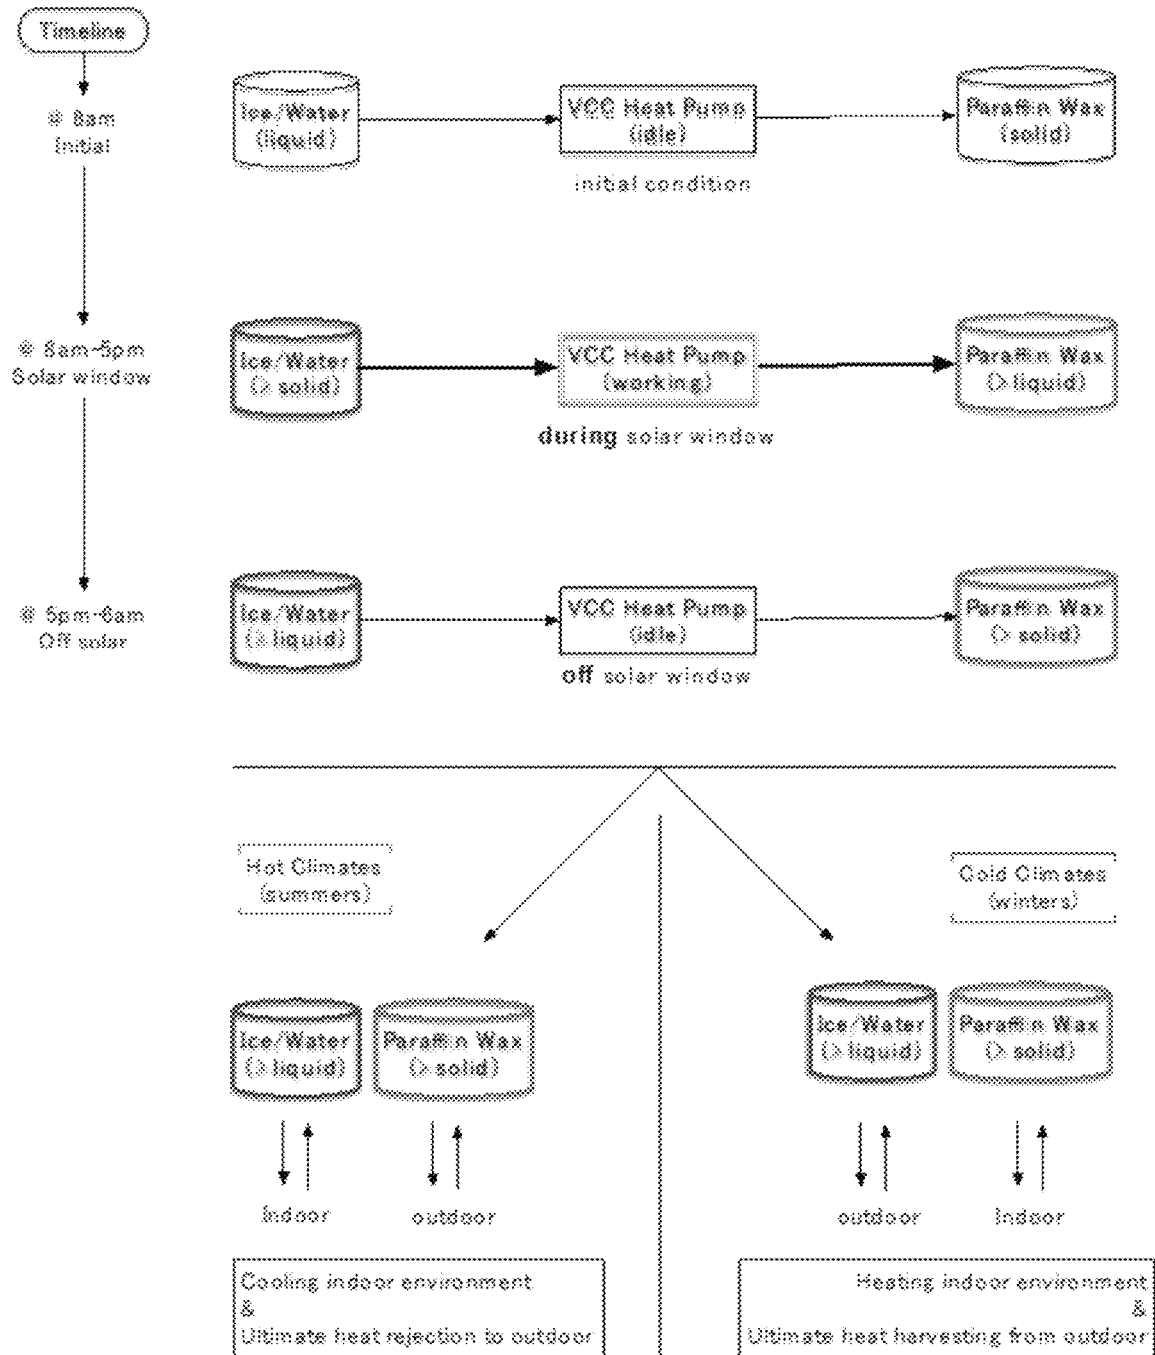 Timeline
@ 8am
Initial
Ice/Water
(liquid)
VCC Heat Pump
(idle)
Paraffin Wax
(solid)
initial condition
@ 8am~5pm
Solar window
Ice/Water
(> solid)
VCC Heat Pump
(working)
Paraffin Wax
(> liquid)
during solar window
@ 5pm~8am
Off solar
Ice/Water
(> liquid)
VCC Heat Pump
(idle)
Paraffin Wax
(> solid)
off solar window
Hot Climates
(summers)
Cold Climates
(winters)
Ice/Water
(> liquid)
Paraffin Wax
(> solid)
Ice/Water
(> liquid)
Paraffin Wax
(> solid)
Indoor
outdoor
outdoor
Indoor
Cooling indoor environment
&
Ultimate heat rejection to outdoor
Heating indoor environment
&
Ultimate heat harvesting from outdoor